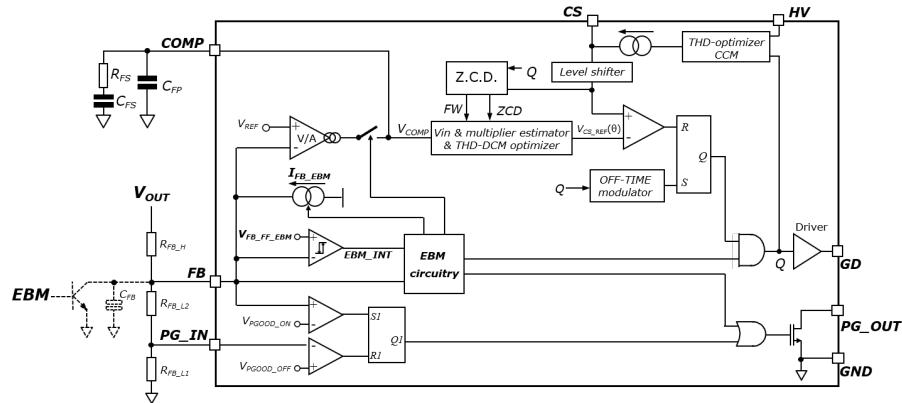 CS
HV
COMP
THD-optimizer
CCM
R_FS
C_FP
C_FS
Z.C.D.
Q
Level shifter
FW
ZCD
V_REF
+
V/A
-
V_COMP
Vin & multiplier estimator
& THD-DCM optimizer
V_CS_REF(θ)
-
+
R
Q
S
I_FB_EBM
Q
OFF-TIME
modulator
V_OUT
V_FB_FF_EBM
+
-
EBM_INT
EBM
circuitry
Driver
Q
GD
R_FB_H
FB
EBM
C_FB
R_FB_L2
+
S1
V_PGOOD_ON
-
Q1
PG_IN
-
R1
V_PGOOD_OFF
+
PG_OUT
R_FB_L1
GND